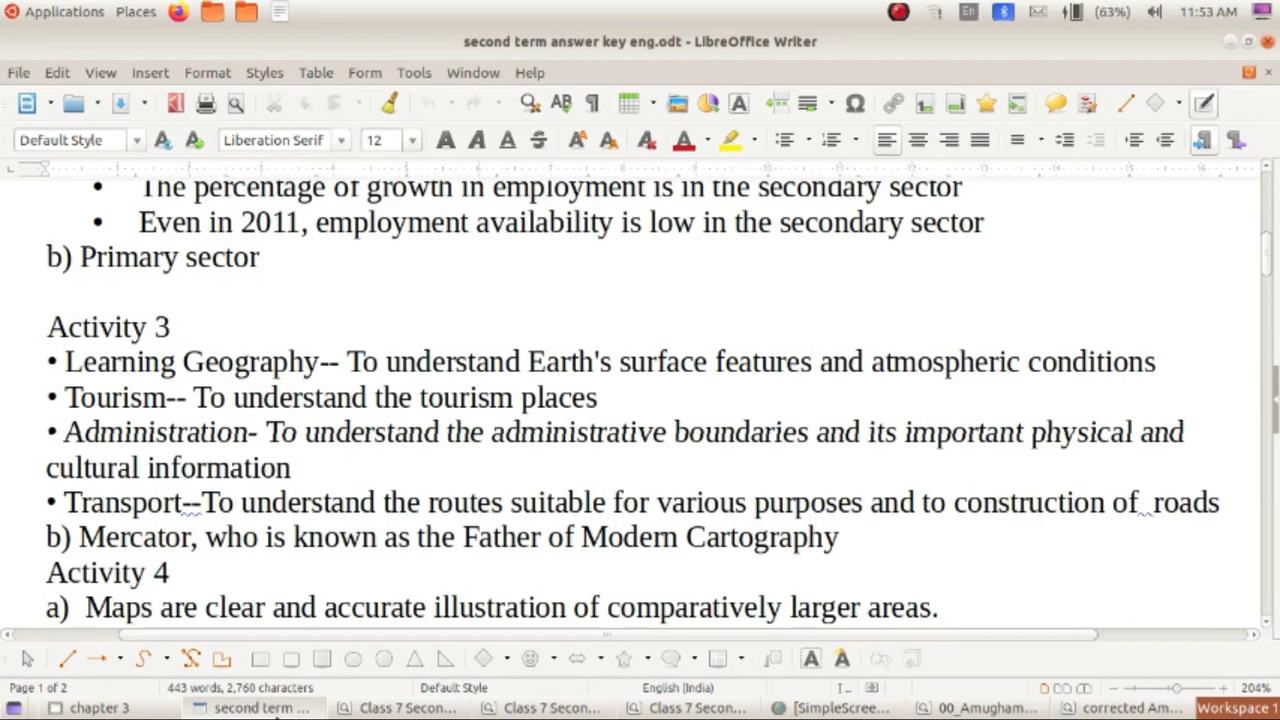 Applications Places En (63%) 11:53 AM
second term answer key eng.odt - LibreOffice Writer
File Edit View Insert Format Styles Table Form Tools Window Help
Default Style Liberation Serif 12
• The percentage of growth in employment is in the secondary sector
• Even in 2011, employment availability is low in the secondary sector
b) Primary sector
Activity 3
• Learning Geography-- To understand Earth's surface features and atmospheric conditions
• Tourism-- To understand the tourism places
• Administration- To understand the administrative boundaries and its important physical and
cultural information
• Transport--To understand the routes suitable for various purposes and to construction of roads
b) Mercator, who is known as the Father of Modern Cartography
Activity 4
a) Maps are clear and accurate illustration of comparatively larger areas.
Page 1 of 2 443 words, 2,760 characters Default Style English (India) 204%
chapter 3 second term ... Class 7 Secon... Class 7 Secon... Class 7 Secon... [SimpleScree... 00_Amugham... corrected Am... Workspace 1